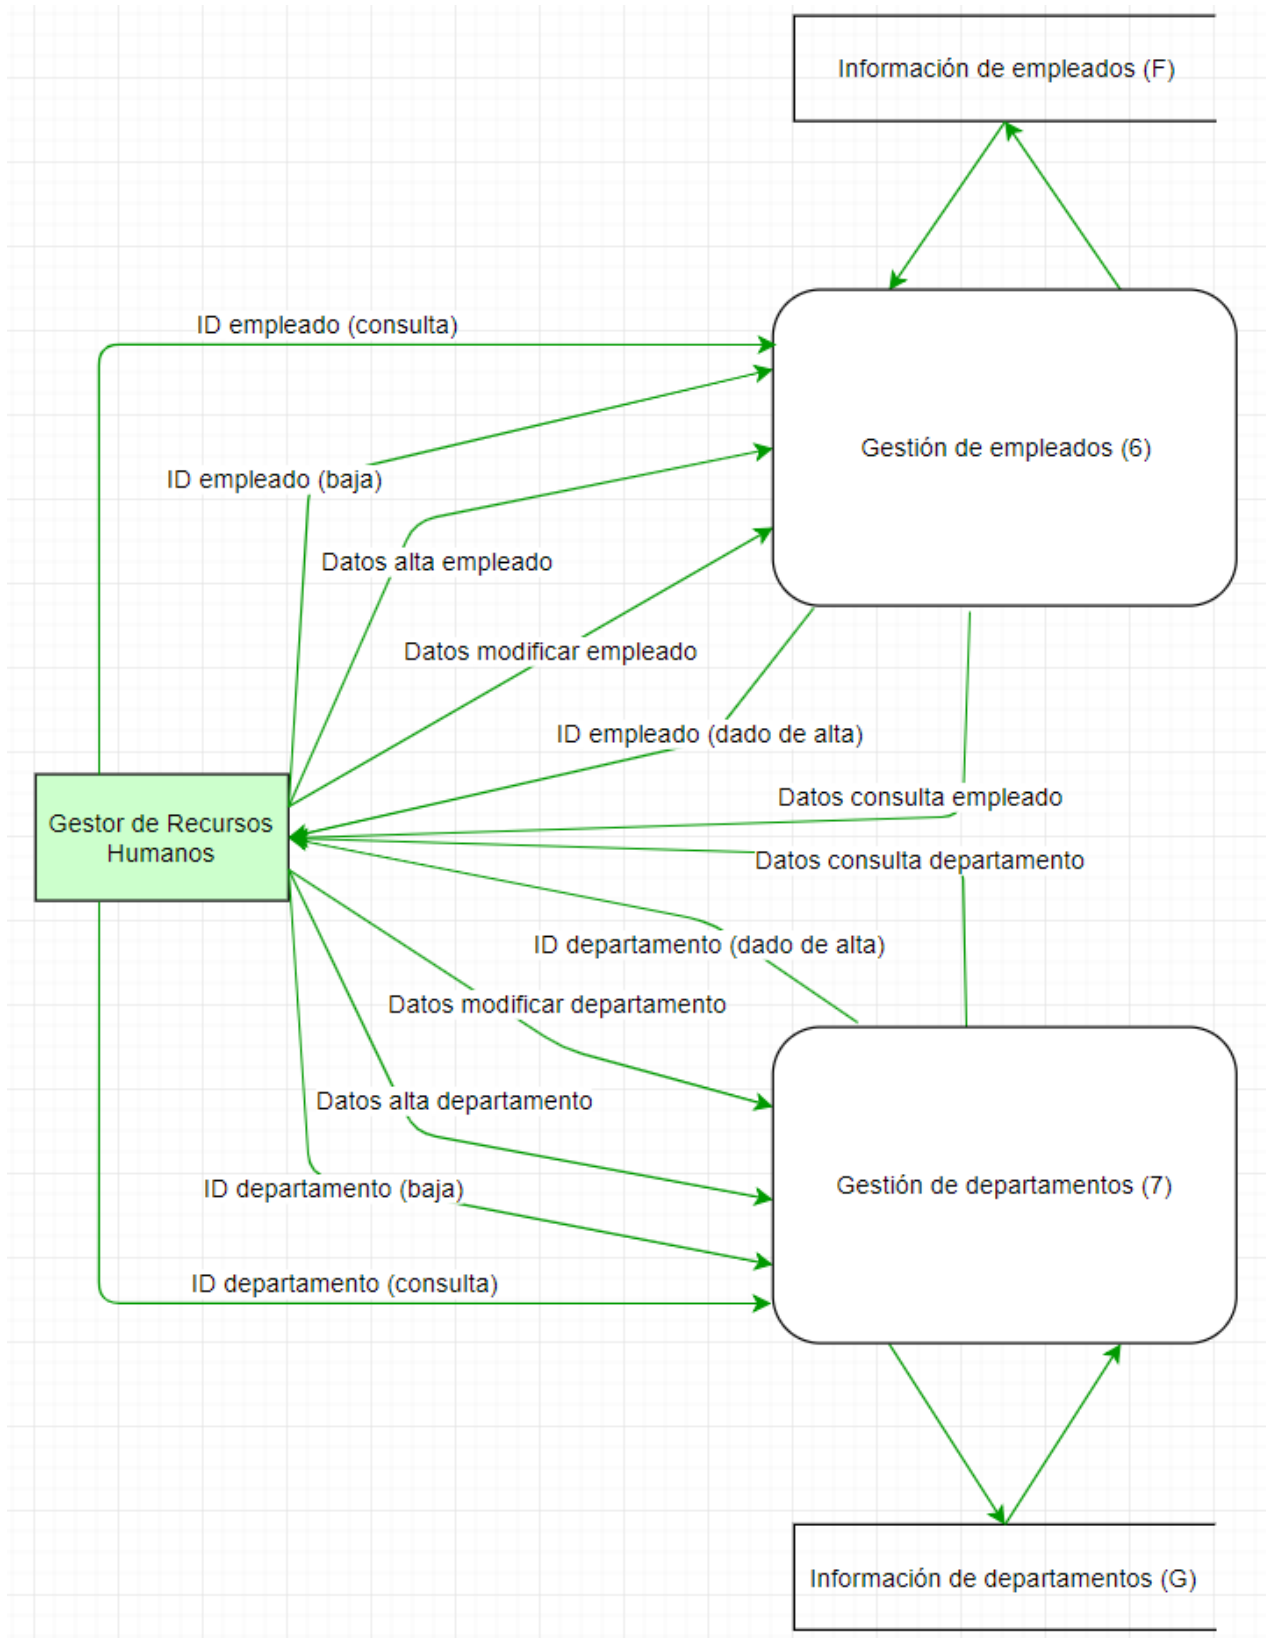 Información de empleados (F)
ID empleado (consulta)
Gestión de empleados (6)
ID empleado (baja)
Datos alta empleado
Datos modificar empleado
ID empleado (dado de alta)
Datos consulta empleado
Gestor de Recursos
Humanos
Datos consulta departamento
ID departamento (dado de alta)
Datos modificar departamento
Datos alta departamento
Gestión de departamentos (7)
ID departamento (baja)
ID departamento (consulta)
Información de departamentos (G)